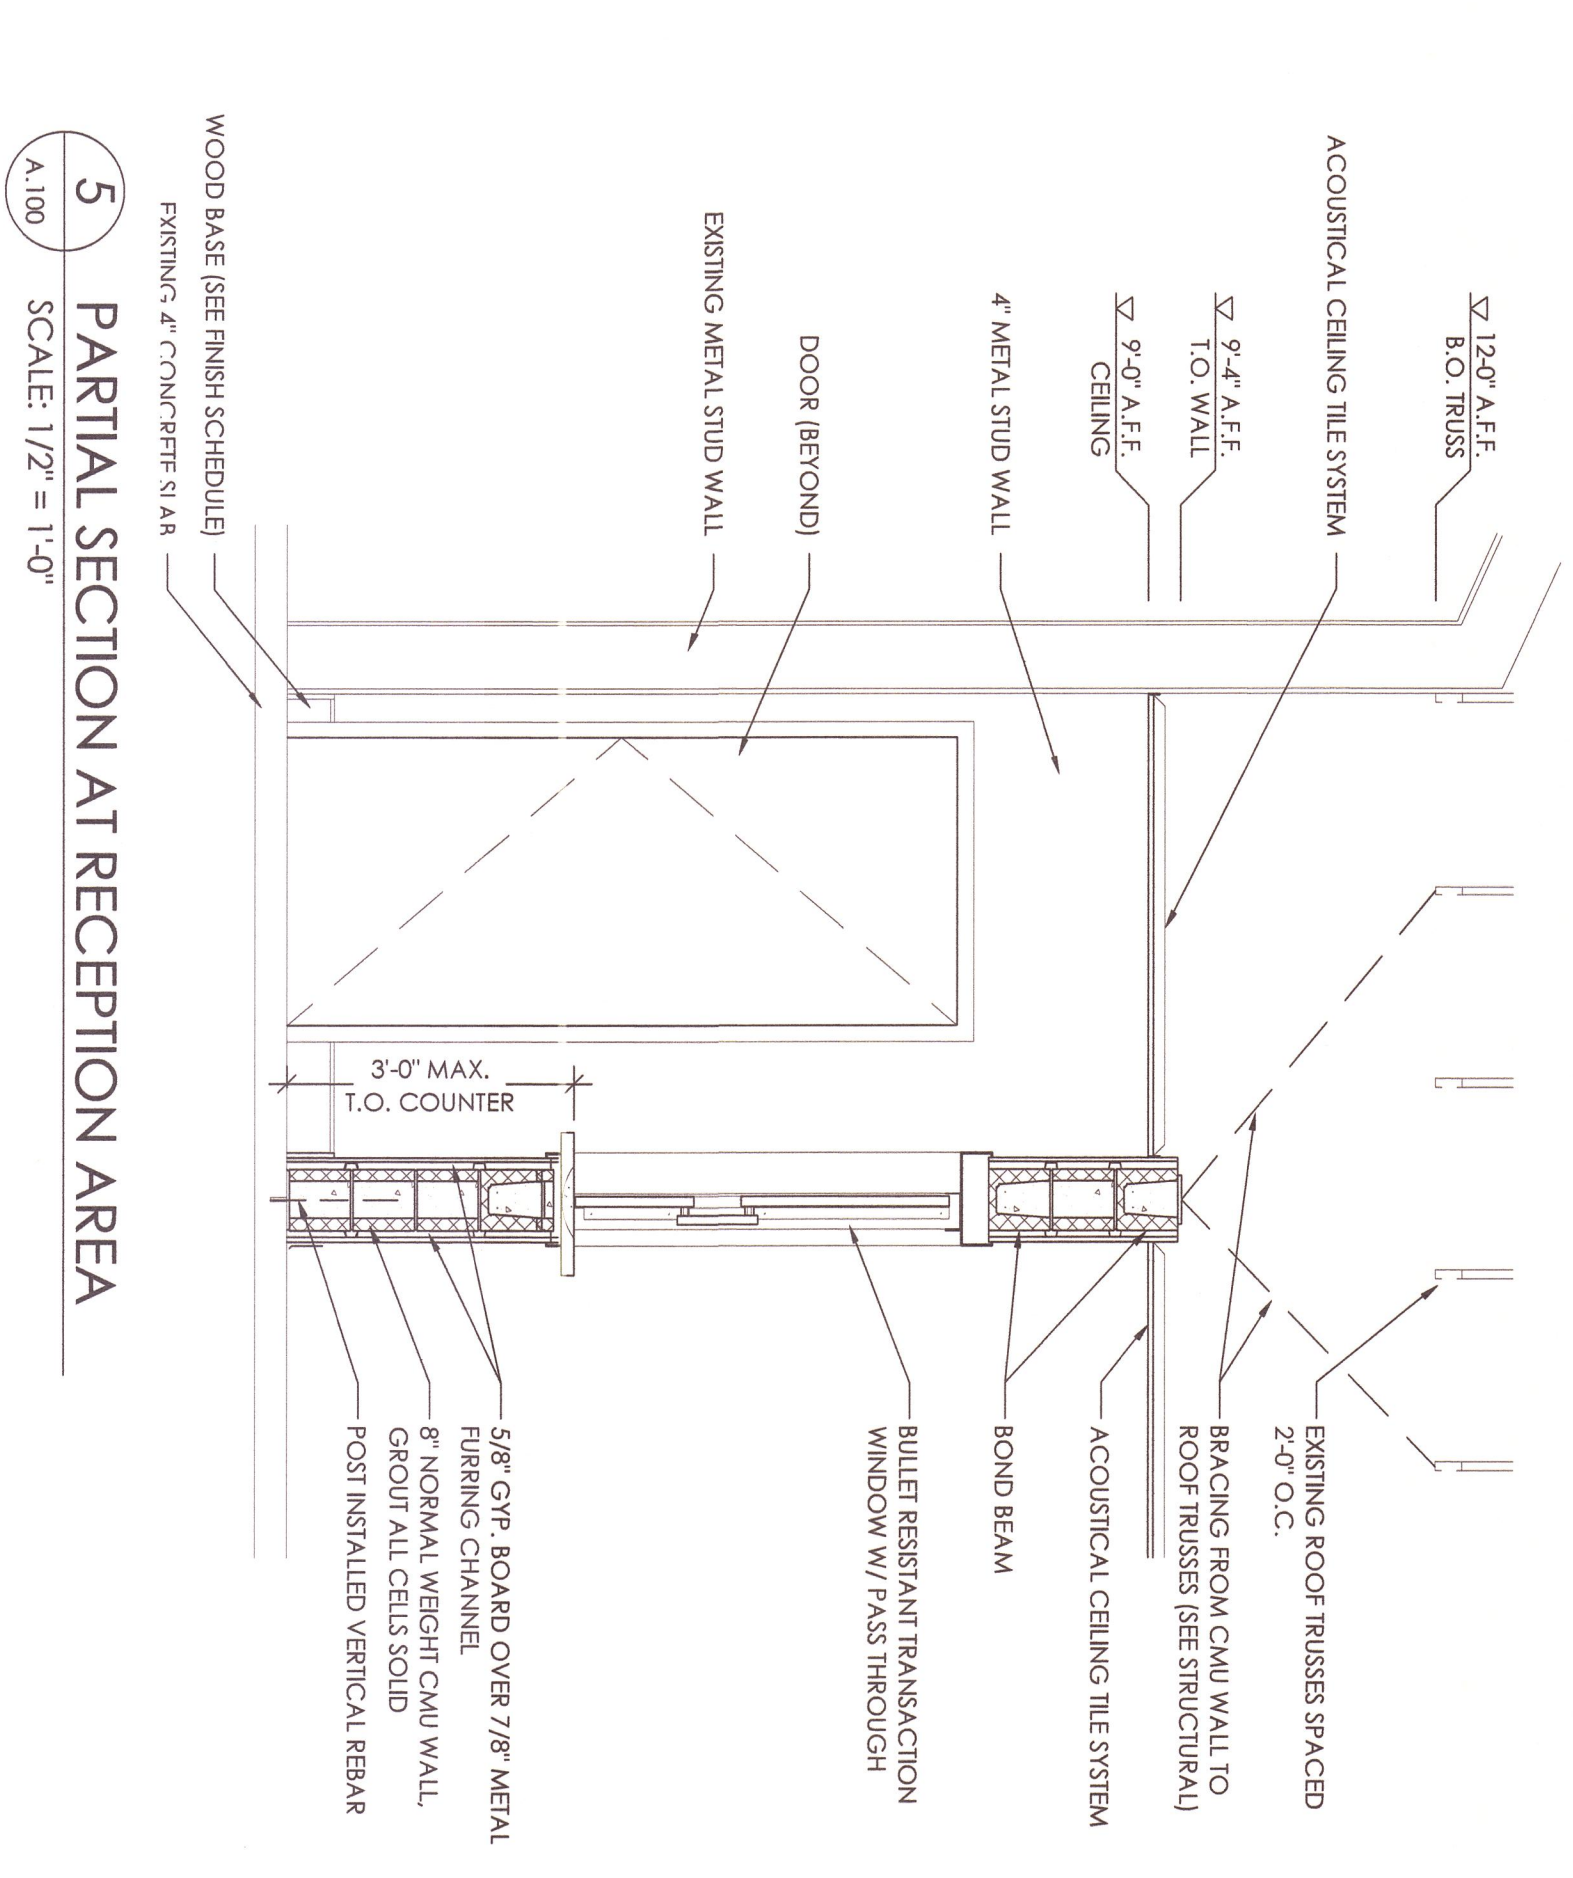 12-0" A.F.F.
B.O. TRUSS
ACOUSTICAL CEILING TILE SYSTEM
9'-4" A.F.F.
T.O. WALL
9'-0" A.F.F.
CEILING
4" METAL STUD WALL
DOOR (BEYOND)
EXISTING METAL STUD WALL
WOOD BASE (SEE FINISH SCHEDULE)
EXISTING 4" CONCRETE SLAB
3'-0" MAX.
T.O. COUNTER
EXISTING ROOF TRUSSES SPACED
2'-0" O.C.
BRACING FROM CMU WALL TO
ROOF TRUSSES (SEE STRUCTURAL)
ACOUSTICAL CEILING TILE SYSTEM
BOND BEAM
BULLET RESISTANT TRANSACTION
WINDOW W/ PASS THROUGH
5/8" GYP. BOARD OVER 7/8" METAL
FURRING CHANNEL
8" NORMAL WEIGHT CMU WALL,
GROUT ALL CELLS SOLID
POST INSTALLED VERTICAL REBAR
5
A.100
PARTIAL SECTION AT RECEPTION AREA
SCALE: 1/2" = 1'-0"